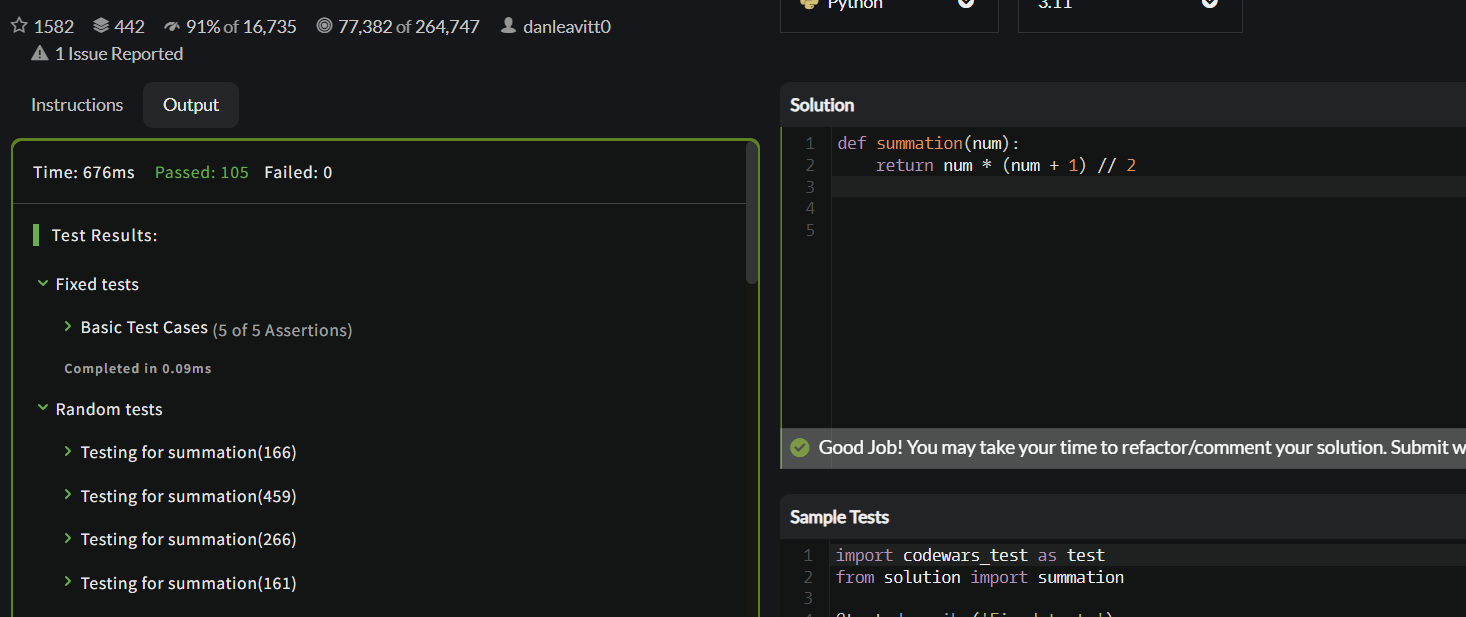 1582 442 91% of 16,735 77,382 of 264,747 danleavitt0
1 Issue Reported
Python
3.11
Instructions
Output
Time: 676ms Passed: 105 Failed: 0
Test Results:
Fixed tests
Basic Test Cases (5 of 5 Assertions)
Completed in 0.09ms
Random tests
Testing for summation(166)
Testing for summation(459)
Testing for summation(266)
Testing for summation(161)
Solution
1 def summation(num):
2     return num * (num + 1) // 2
3
4
5
Good Job! You may take your time to refactor/comment your solution. Submit w
Sample Tests
1 import codewars_test as test
2 from solution import summation
3